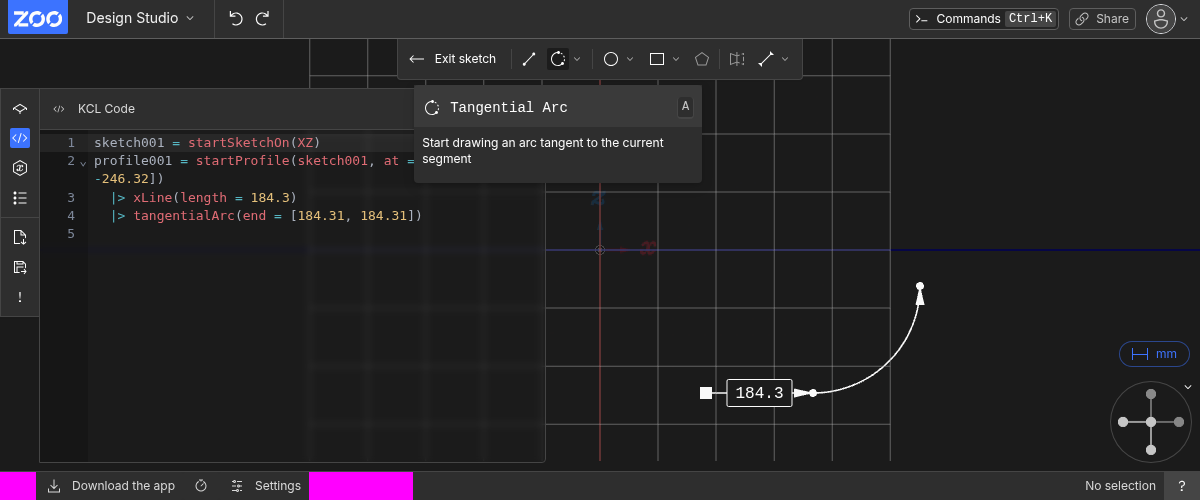 ZOO
Design Studio
Commands Ctrl+K
Share
Exit sketch
KCL Code
Tangential Arc A
Start drawing an arc tangent to the current
segment
1 sketch001 = startSketchOn(XZ)
2 profile001 = startProfile(sketch001, at =
-246.32])
3 |> xLine(length = 184.3)
4 |> tangentialArc(end = [184.31, 184.31])
5
z
x
184.3
mm
Download the app
Settings
No selection
?